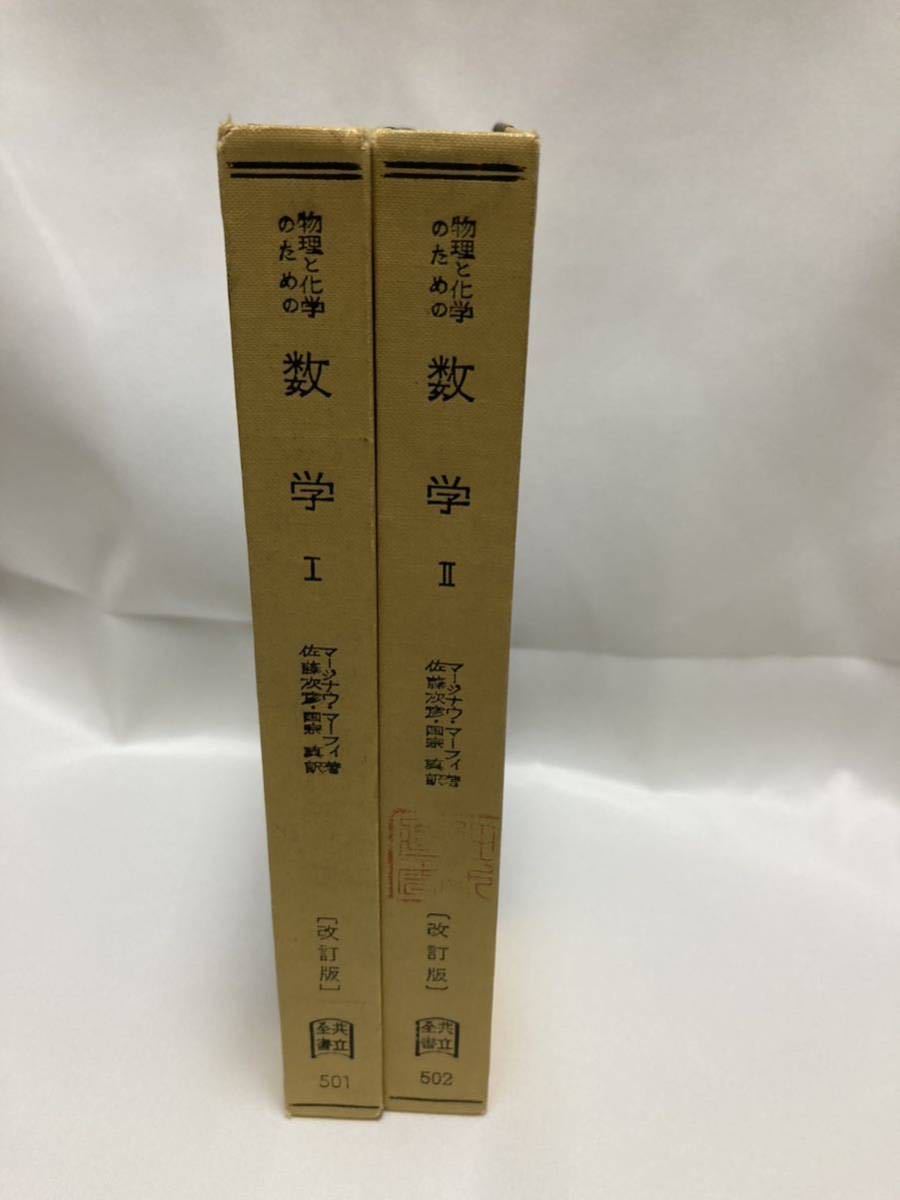 物理と化学
のための
数学 I
マージナウ・マーフィ著
佐藤次彦・国宗 真訳
[改訂版]
共立
全書
501
物理と化学
のための
数学 II
マージナウ・マーフィ著
佐藤次彦・国宗 真訳
[改訂版]
共立
全書
502